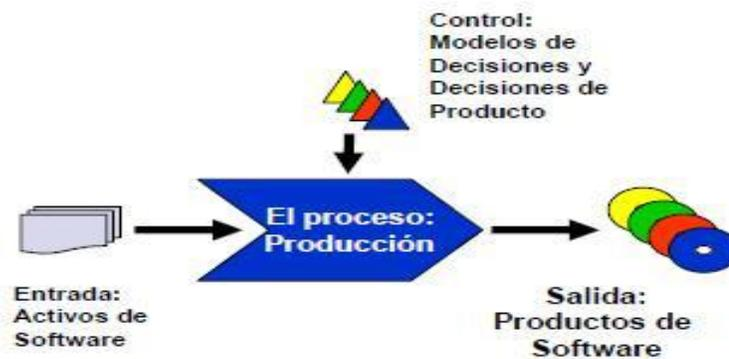 Control:
Modelos de
Decisiones y
Decisiones de
Producto
El proceso:
Producción
Entrada:
Activos de
Software
Salida:
Productos de
Software